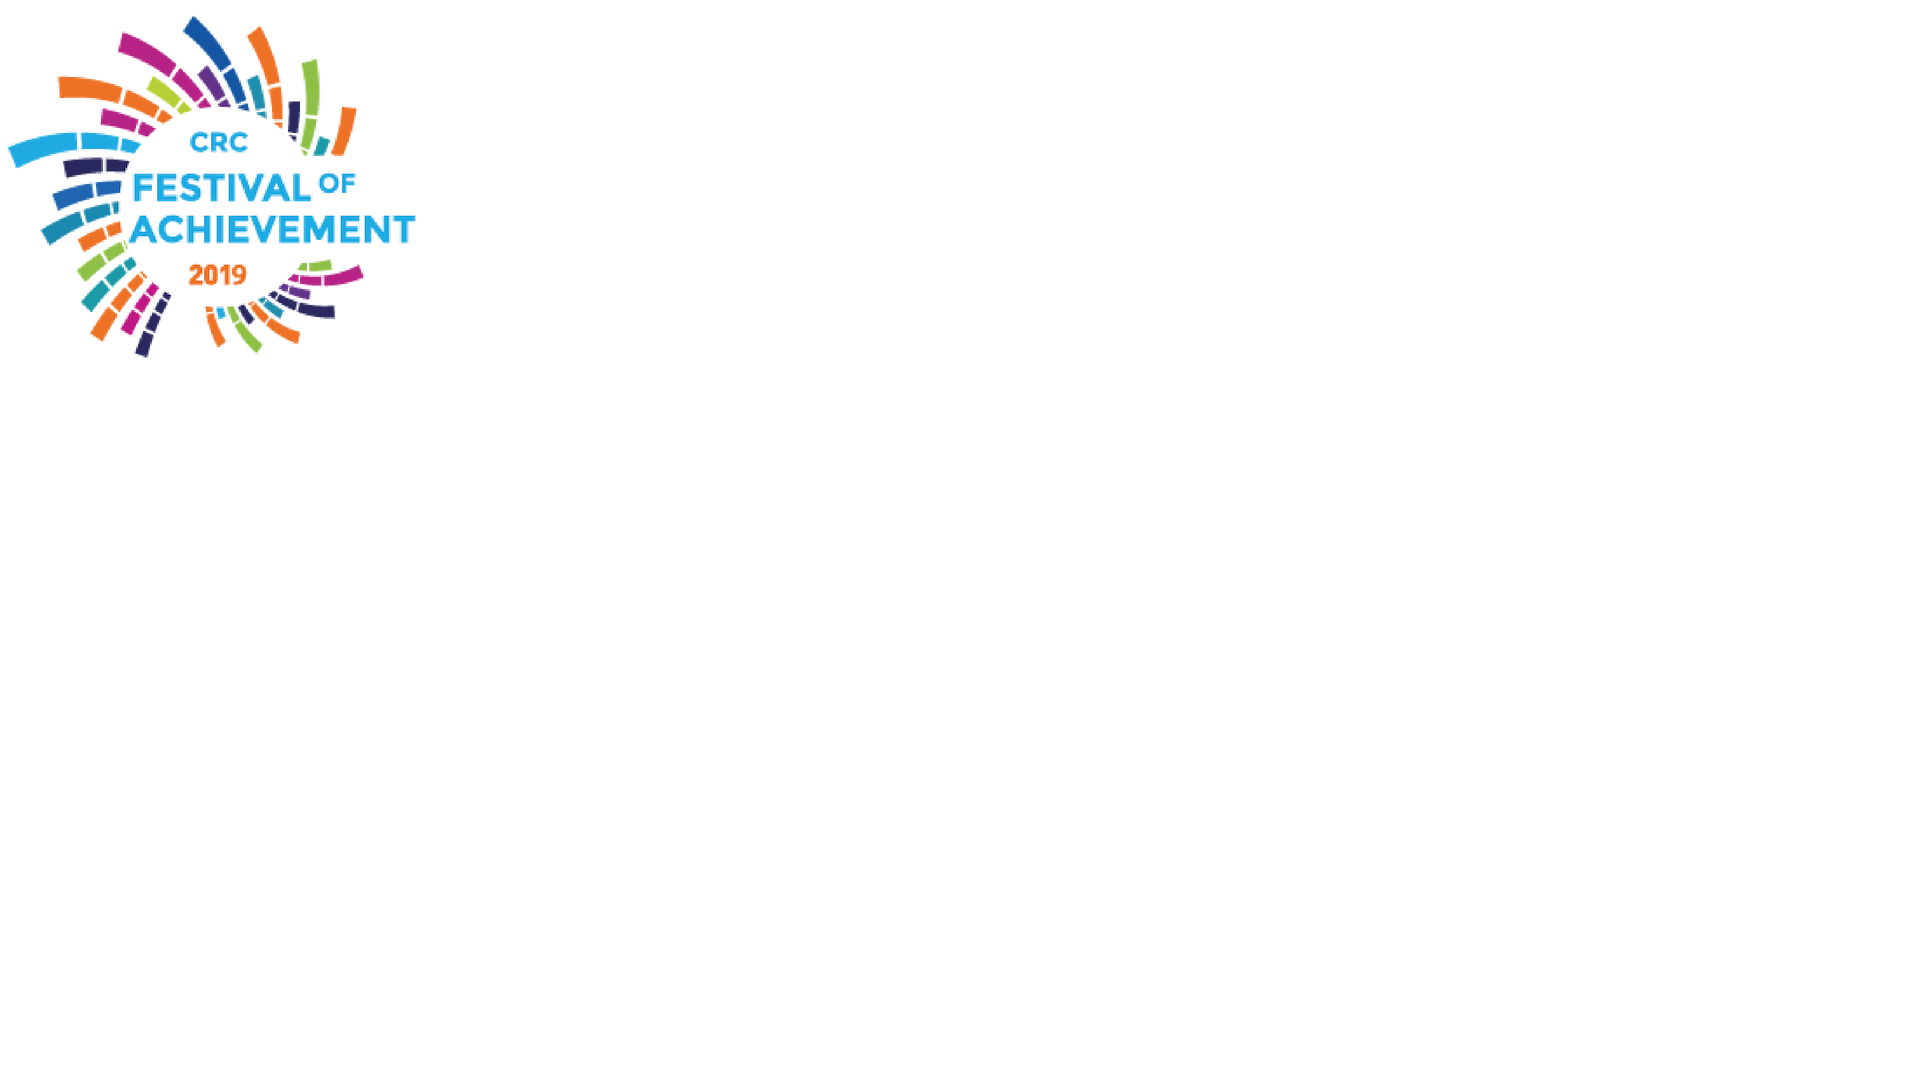 CRC
FESTIVAL OF
ACHIEVEMENT
2019